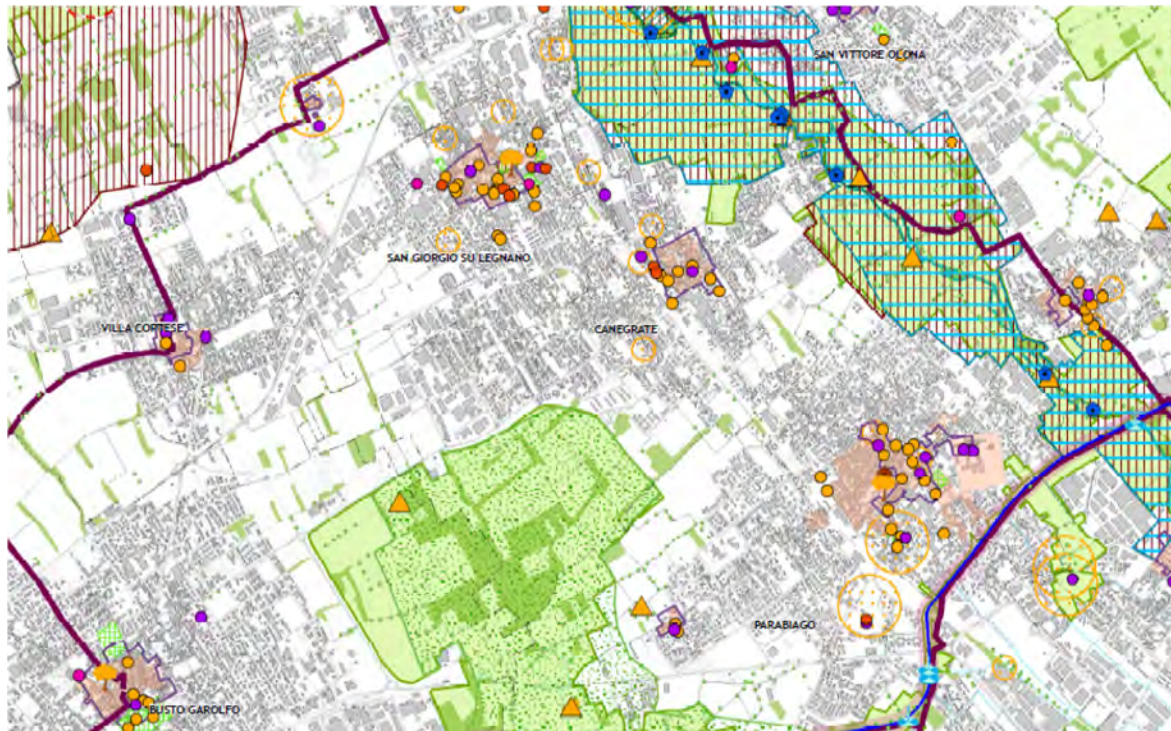 SAN VITTORE OLONA
SAN GIORGIO SU LEGNANO
VILLA CORTESE
CANEGRATE
PARABIAGO
BUSTO GAROLFO